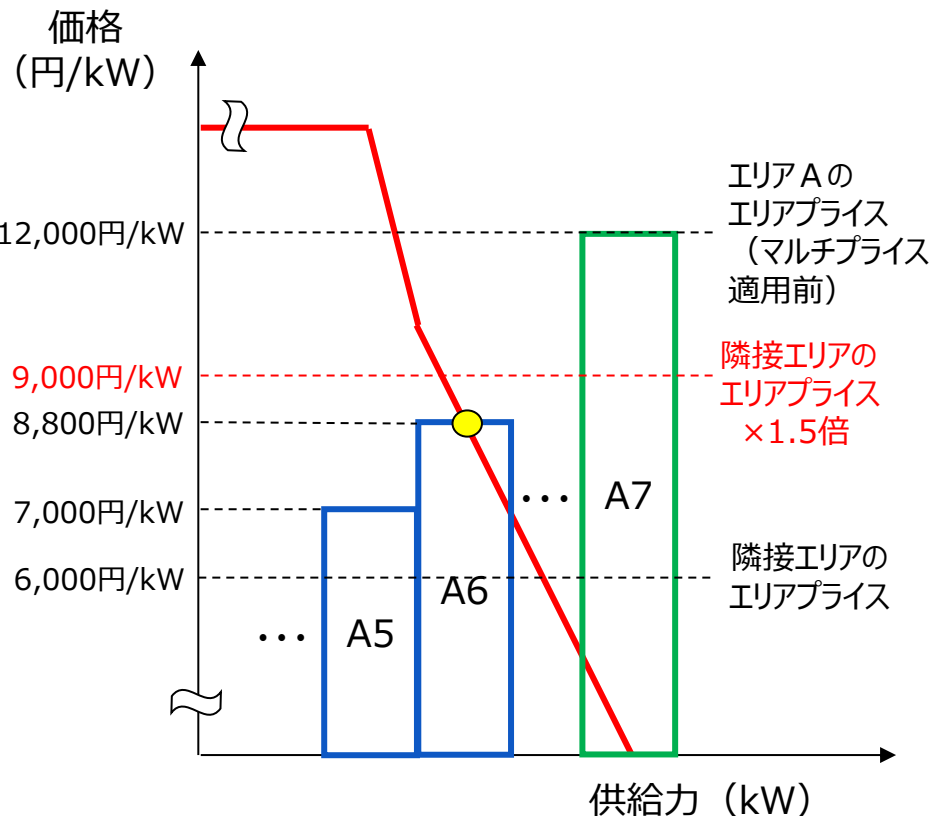 価格
（円/kW）
12,000円/kW
9,000円/kW
8,800円/kW
7,000円/kW
6,000円/kW
･･･
A5
A6
･･･
A7
エリアＡの
エリアプライス
（マルチプライス
適用前）
隣接エリアの
エリアプライス
×1.5倍
隣接エリアの
エリアプライス
供給力（kW）